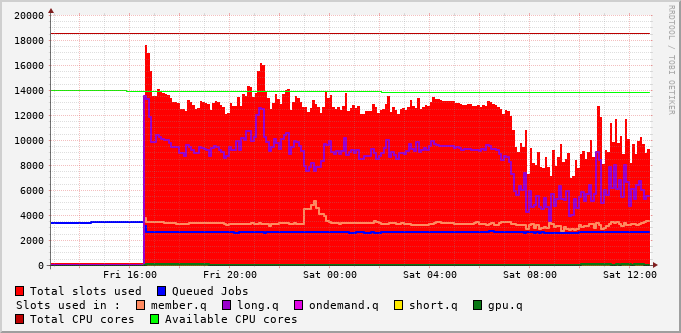 20000
18000
16000
14000
12000
10000
8000
6000
4000
2000
0
Fri 16:00 Fri 20:00 Sat 00:00 Sat 04:00 Sat 08:00 Sat 12:00
Total slots used Queued Jobs
Slots used in : member.q long.q ondemand.q short.q gpu.q
Total CPU cores Available CPU cores
RRDTOOL / TOBI OETIKER